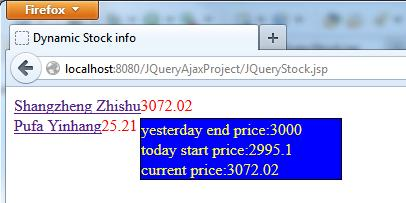 Firefox
Dynamic Stock info
localhost:8080/JQueryAjaxProject/JQueryStock.jsp
Shangzheng Zhishu3072.02
Pufa Yinhang25.21
yesterday end price:3000
today start price:2995.1
current price:3072.02